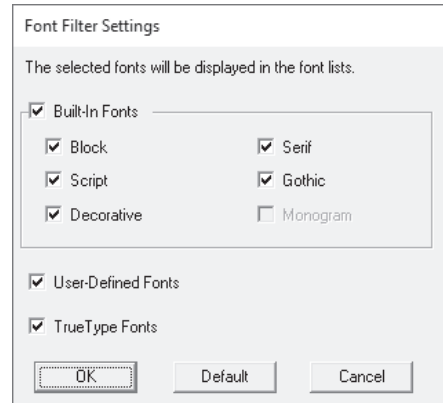 Font Filter Settings
The selected fonts will be displayed in the font lists.
Built-In Fonts
Block Serif
Script Gothic
Decorative Monogram
User-Defined Fonts
TrueType Fonts
OK Default Cancel